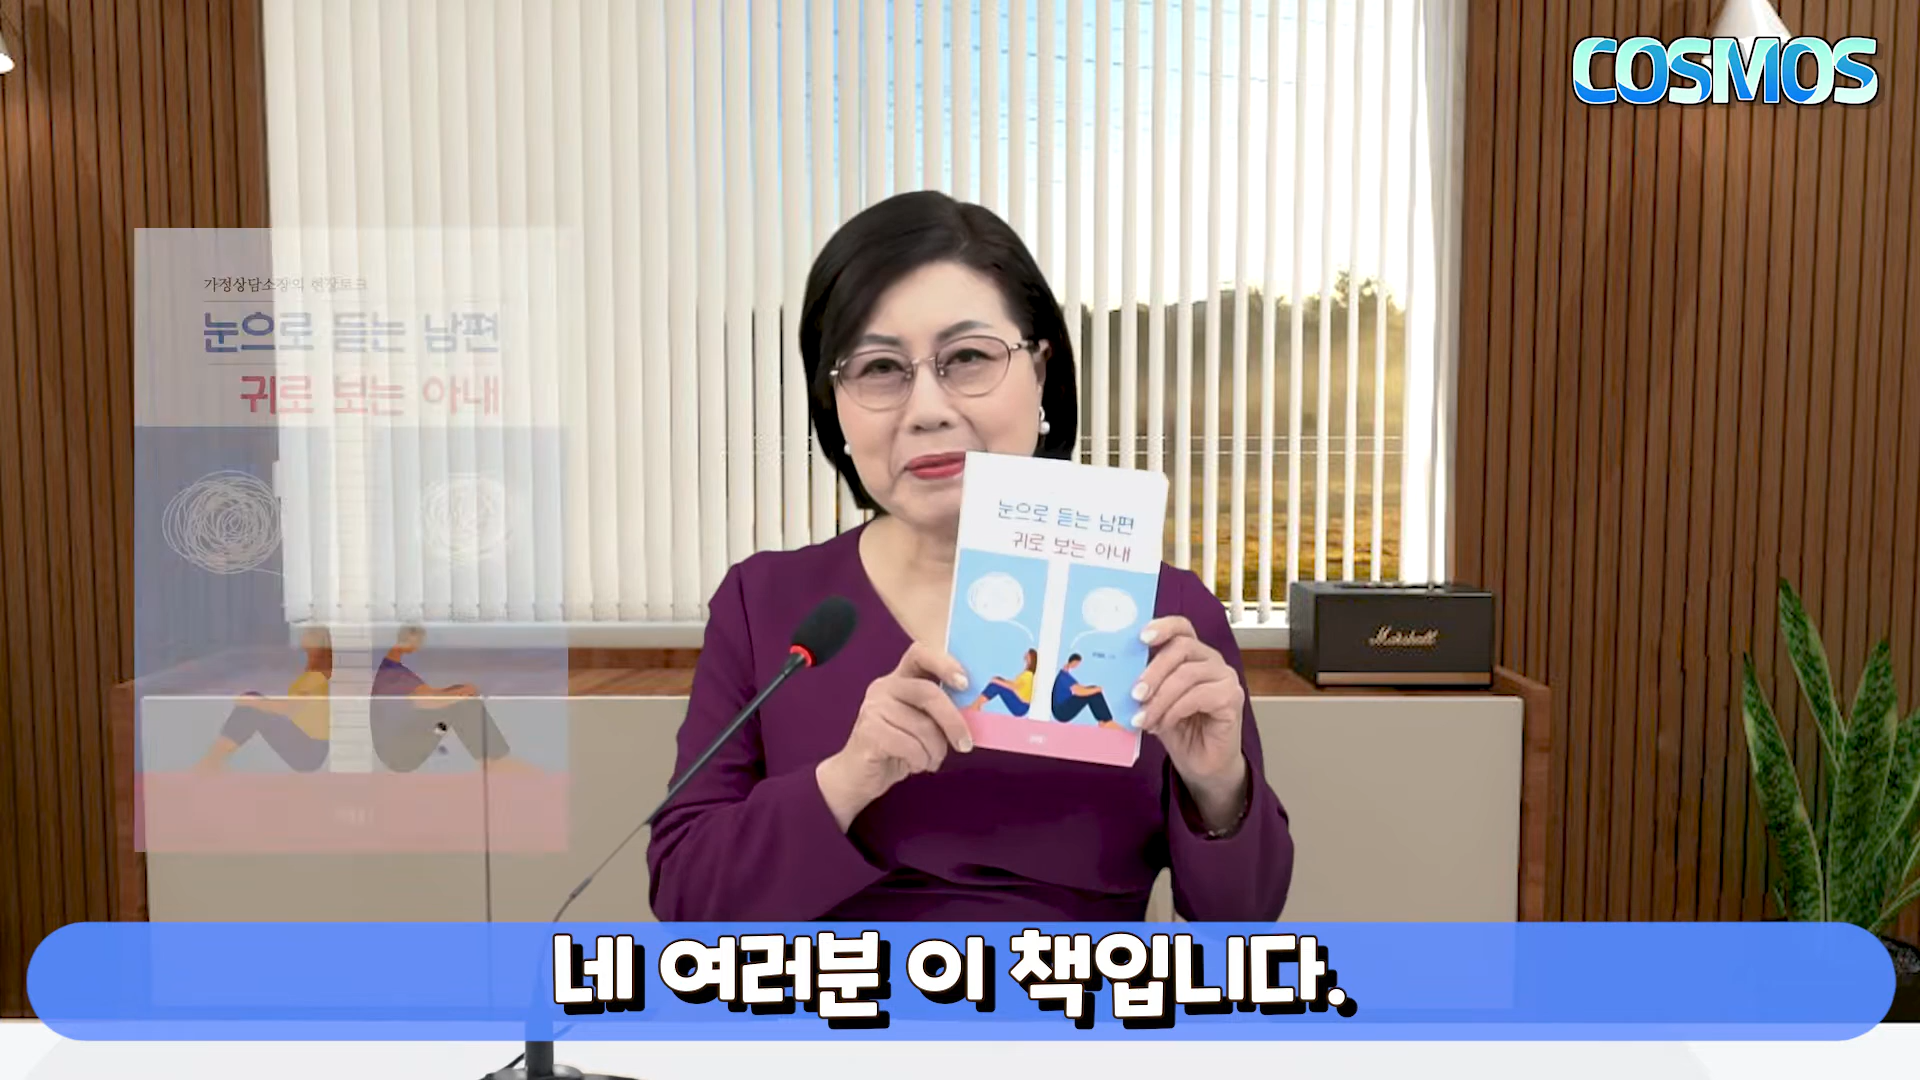 COSMOS
가정상담소장의 현장토크
눈으로 듣는 남편
귀로 보는 아내
눈으로 듣는 남편
귀로 보는 아내
Marshall
네 여러분 이 책입니다.